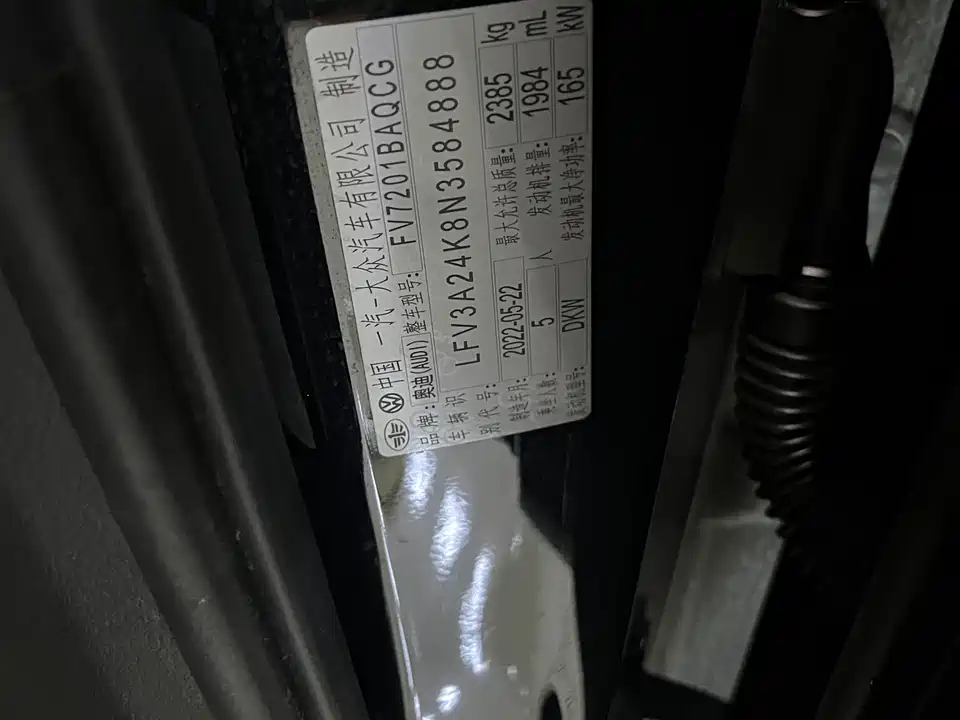 中国 一汽-大众汽车有限公司 制造
品牌: 奥迪(AUDI) 整车型号: FV7201BAQCG
车辆识
别代号: LFV3A24K8N3584888
制造年月: 2022-05-22 最大允许总质量: 2385 kg
乘坐人数: 5 人 发动机排量: 1984 mL
发动机型号: DKW 发动机最大净功率: 165 kW